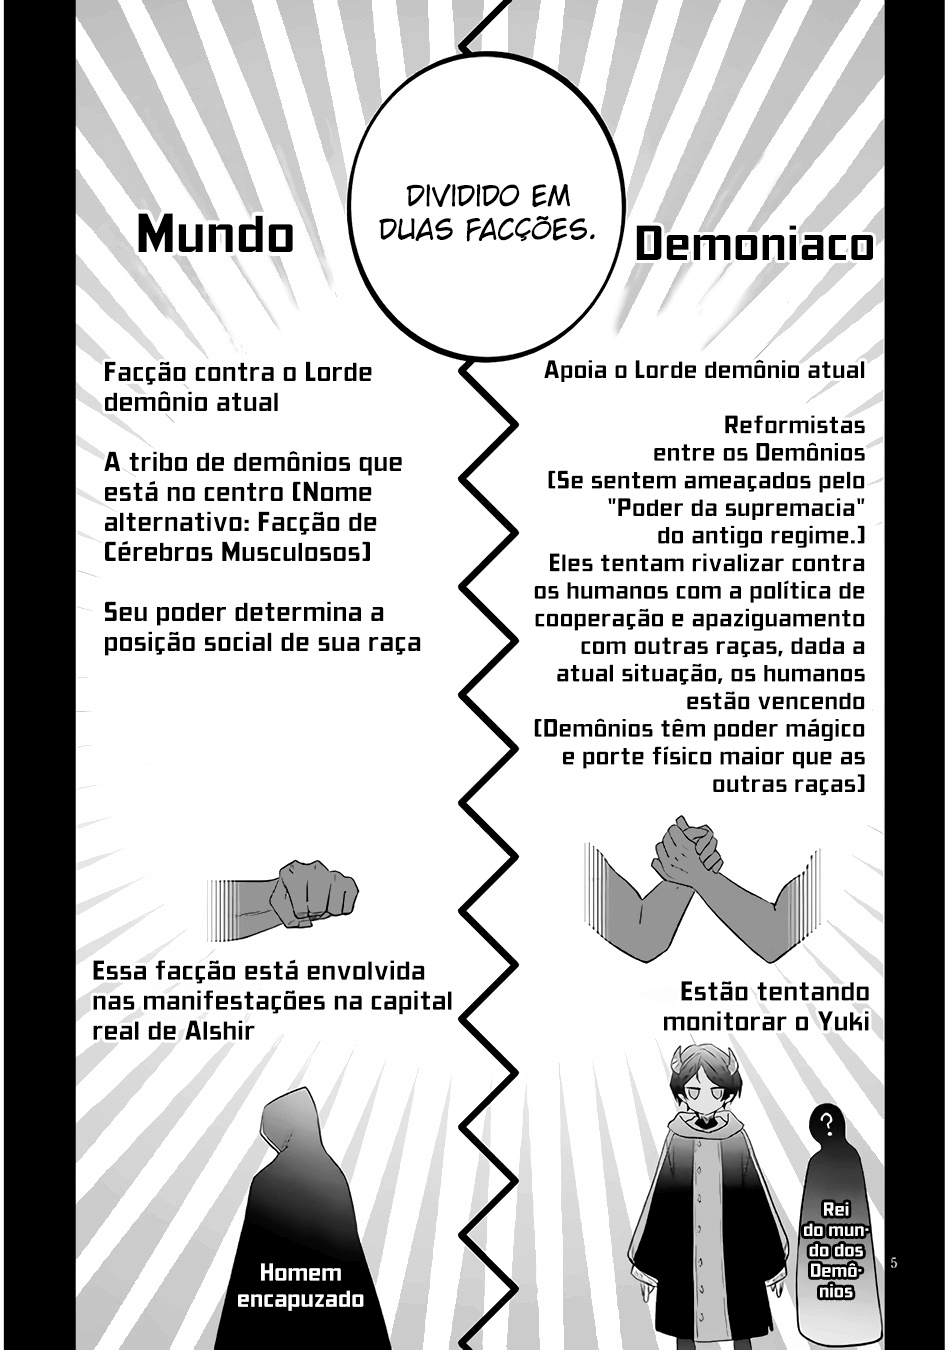 DIVIDIDO EM
DUAS FACÇÕES.
Mundo
Demoniaco
Facção contra o Lorde
demônio atual
A tribo de demônios que
está no centro [Nome
alternativo: Facção de
Cérebros Musculosos]
Seu poder determina a
posição social de sua raça
Essa facção está envolvida
nas manifestações na capital
real de Alshir
Homem
encapuzado
Apoia o Lorde demônio atual
Reformistas
entre os Demônios
[Se sentem ameaçados pelo
"Poder da supremacia"
do antigo regime.]
Eles tentam rivalizar contra
os humanos com a política de
cooperação e apaziguamento
com outras raças, dada a
atual situação, os humanos
estão vencendo
[Demônios têm poder mágico
e porte físico maior que as
outras raças]
Estão tentando
monitorar o Yuki
?
Rei
do mun-
do dos
Demô-
nios
5